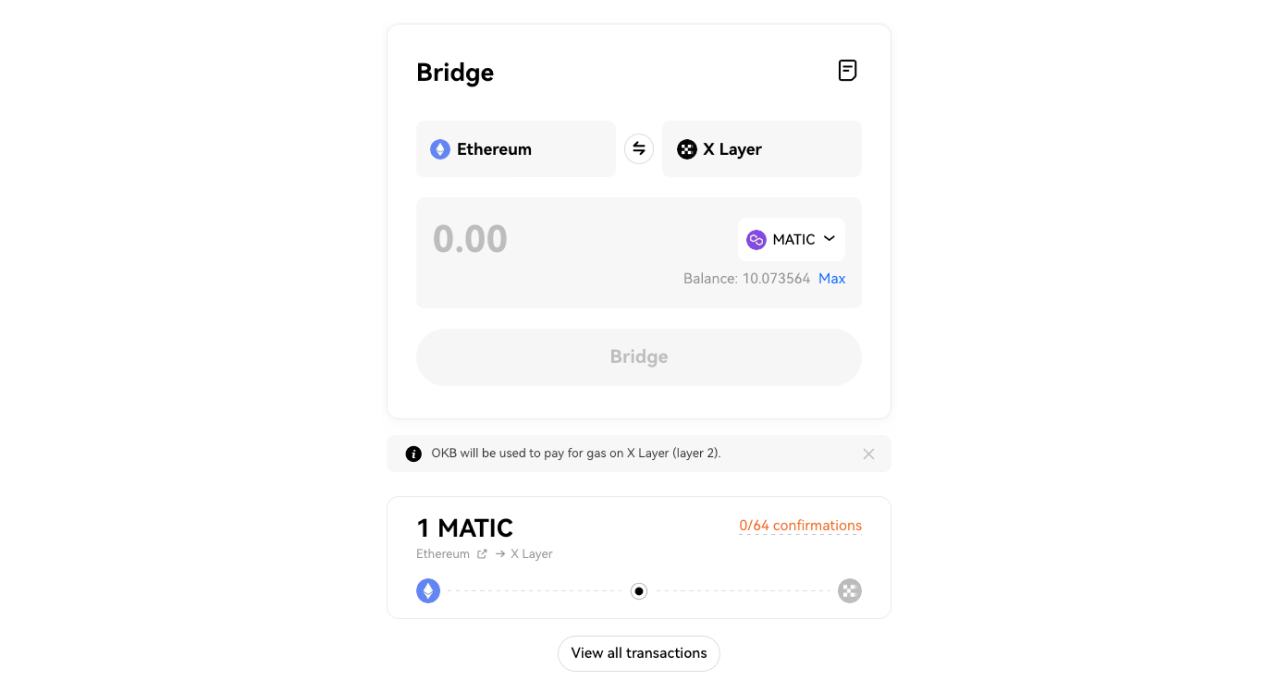 Bridge
Ethereum
X Layer
0.00
MATIC
Balance: 10.073564 Max
Bridge
OKB will be used to pay for gas on X Layer (layer 2).
1 MATIC
0/64 confirmations
Ethereum → X Layer
View all transactions